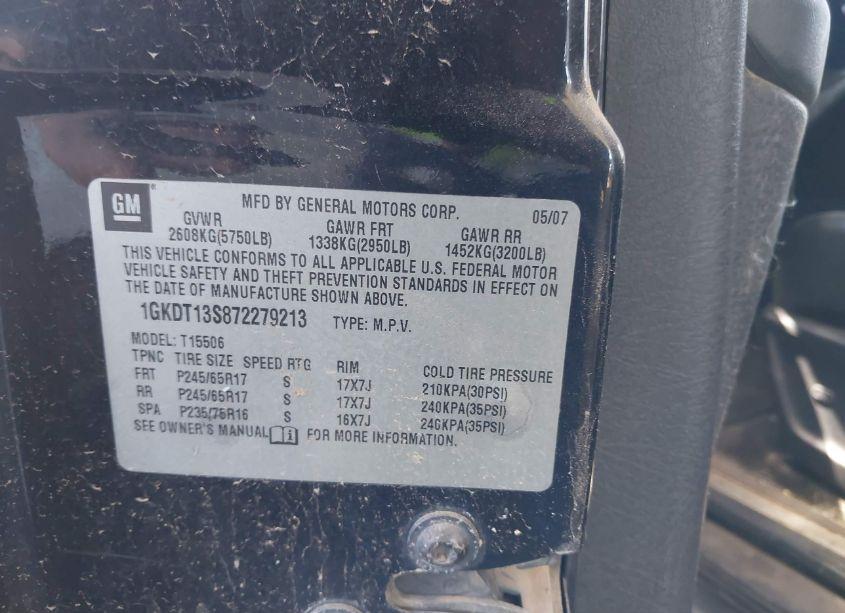 GM
MFD BY GENERAL MOTORS CORP. 05/07
GVWR GAWR FRT GAWR RR
2608KG(5750LB) 1338KG(2950LB) 1452KG(3200LB)
THIS VEHICLE CONFORMS TO ALL APPLICABLE U.S. FEDERAL MOTOR
VEHICLE SAFETY AND THEFT PREVENTION STANDARDS IN EFFECT ON
THE DATE OF MANUFACTURE SHOWN ABOVE.
1GKDT13S872279213 TYPE: M.P.V.
MODEL: T15506
TPNC TIRE SIZE SPEED RTG RIM COLD TIRE PRESSURE
FRT P245/65R17 S 17X7J 210KPA(30PSI)
RR P245/65R17 S 17X7J 240KPA(35PSI)
SPA P235/75R16 S 16X7J 240KPA(35PSI)
SEE OWNER'S MANUAL FOR MORE INFORMATION.